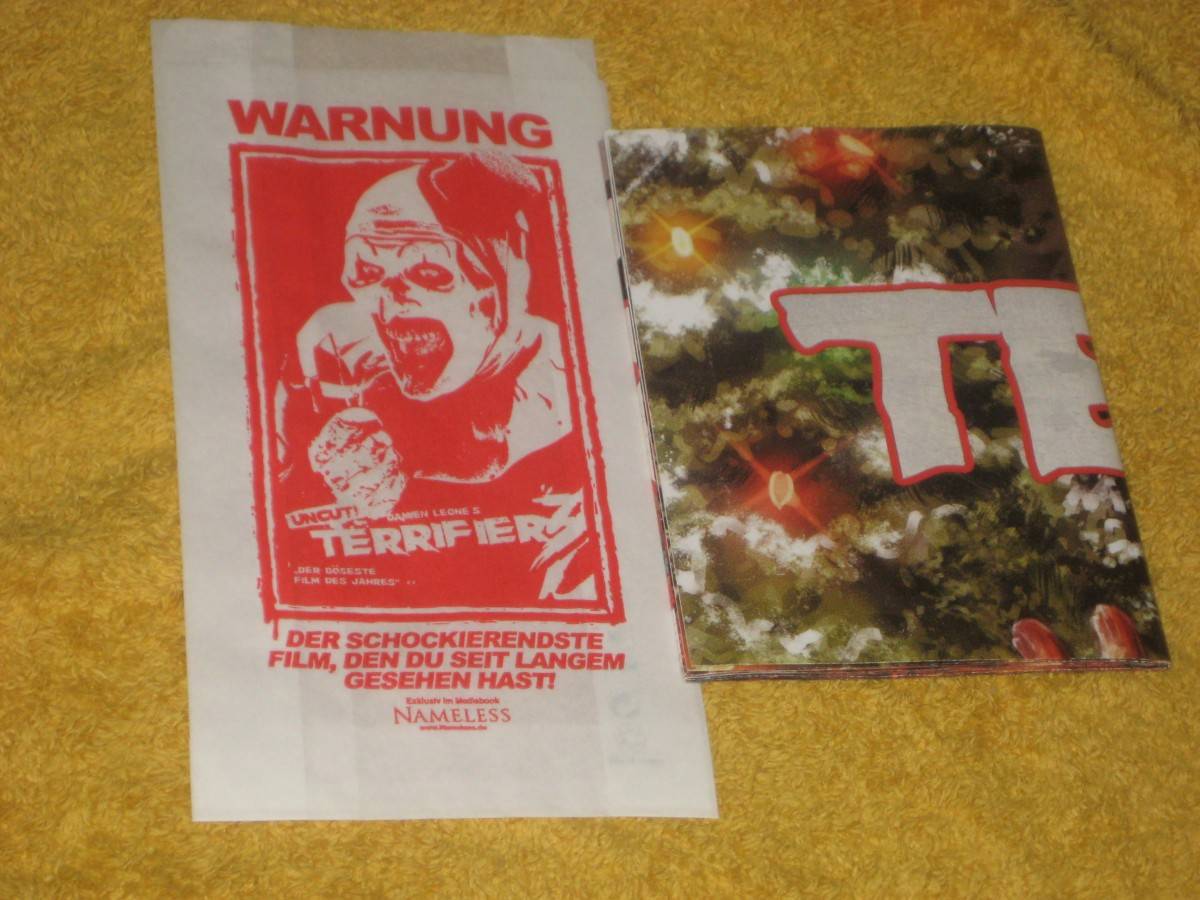 WARNUNG
UNCUT!
DAMIEN LEONE'S
TERRIFIER 3
„DER BÖSESTE
FILM DES JAHRES"
DER SCHOCKIERENDSTE
FILM, DEN DU SEIT LANGEM
GESEHEN HAST!
Exklusiv im Mediabook
NAMELESS
TE